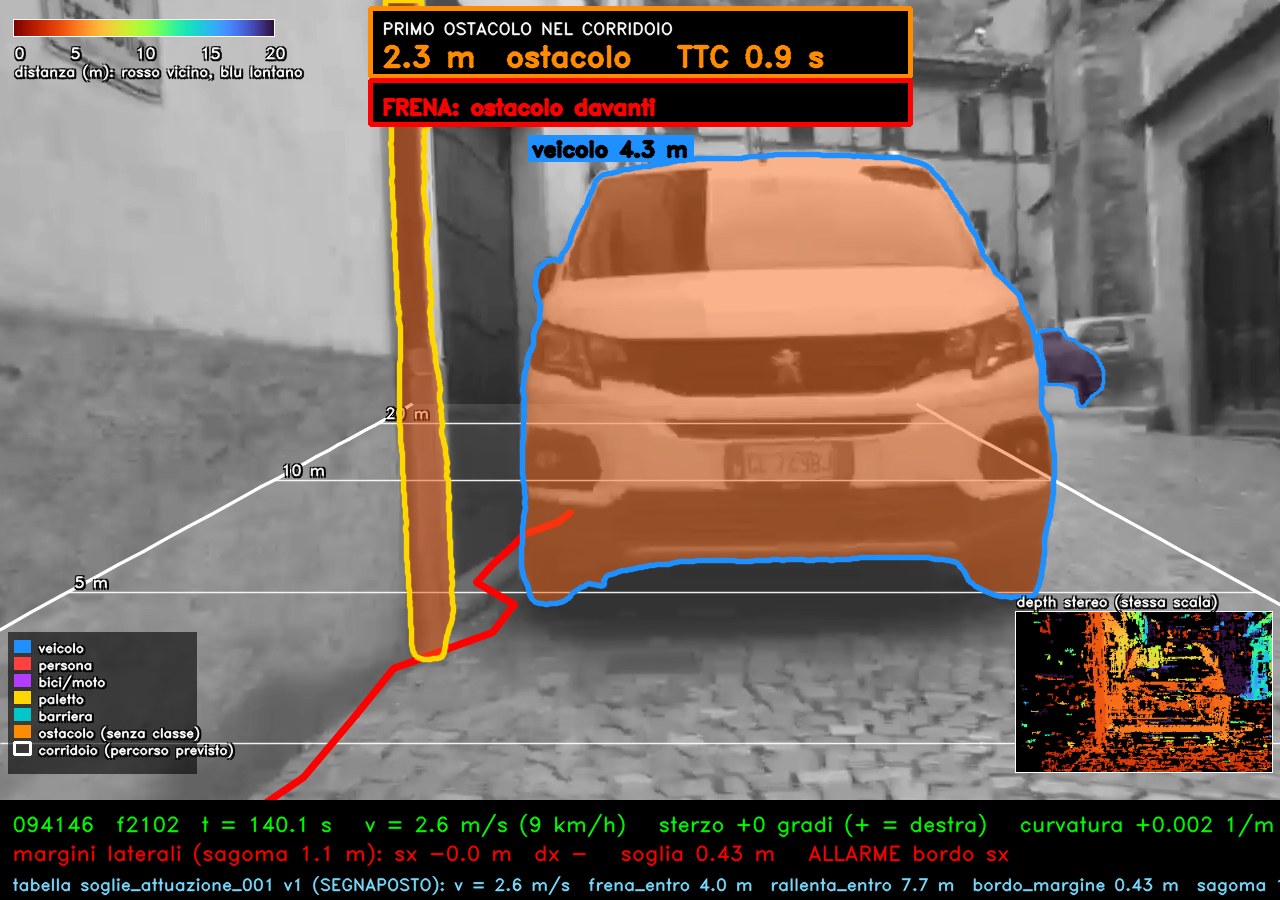 0 5 10 15 20
distanza (m): rosso vicino, blu lontano
PRIMO OSTACOLO NEL CORRIDOIO
2.3 m ostacolo TTC 0.9 s
FRENA: ostacolo davanti
veicolo 4.3 m
20 m
10 m
5 m
depth stereo (stessa scala)
veicolo
persona
bici/moto
paletto
barriera
ostacolo (senza classe)
corridoio (percorso previsto)
094146 f2102 t = 140.1 s v = 2.6 m/s (9 km/h) sterzo +0 gradi (+ = destra) curvatura +0.002 1/m
margini laterali (sagoma 1.1 m): sx -0.0 m dx - soglia 0.43 m ALLARME bordo sx
tabella soglie_attuazione_001 v1 (SEGNAPOSTO): v = 2.6 m/s frena_entro 4.0 m rallenta_entro 7.7 m bordo_margine 0.43 m sagoma